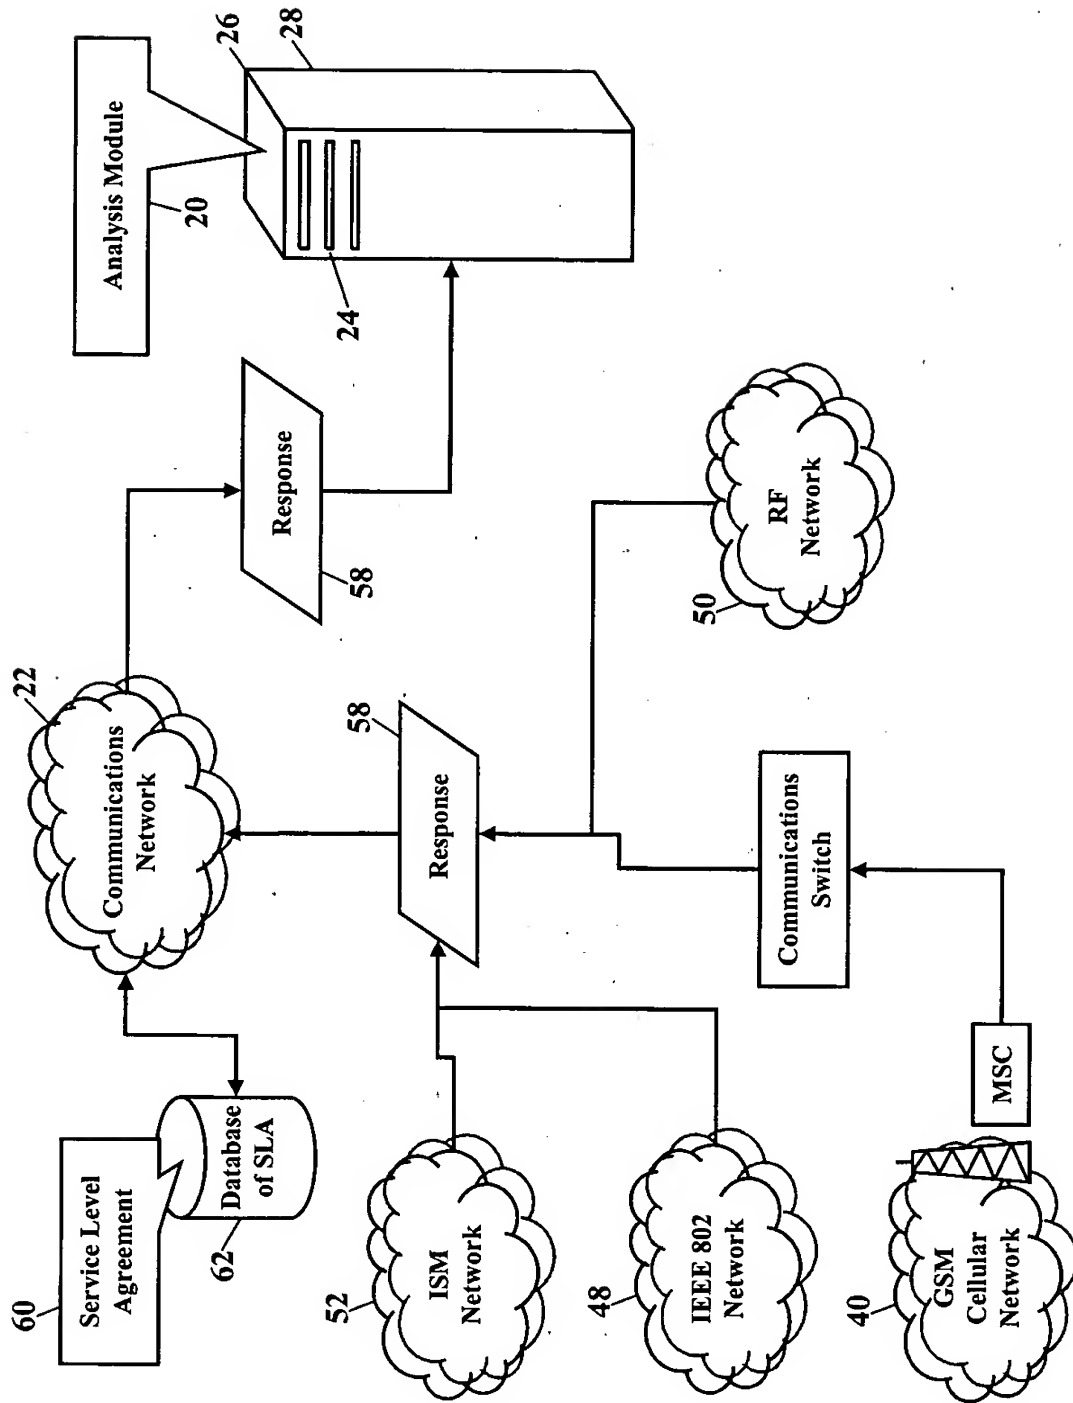 60
Service Level
Agreement
Database
of SLA
62
22
Communications
Network
Analysis Module
20
26
28
24
Response
58
58
Response
52
ISM
Network
48
IEEE 802
Network
40
GSM
Cellular
Network
MSC
Communications
Switch
50
RF
Network